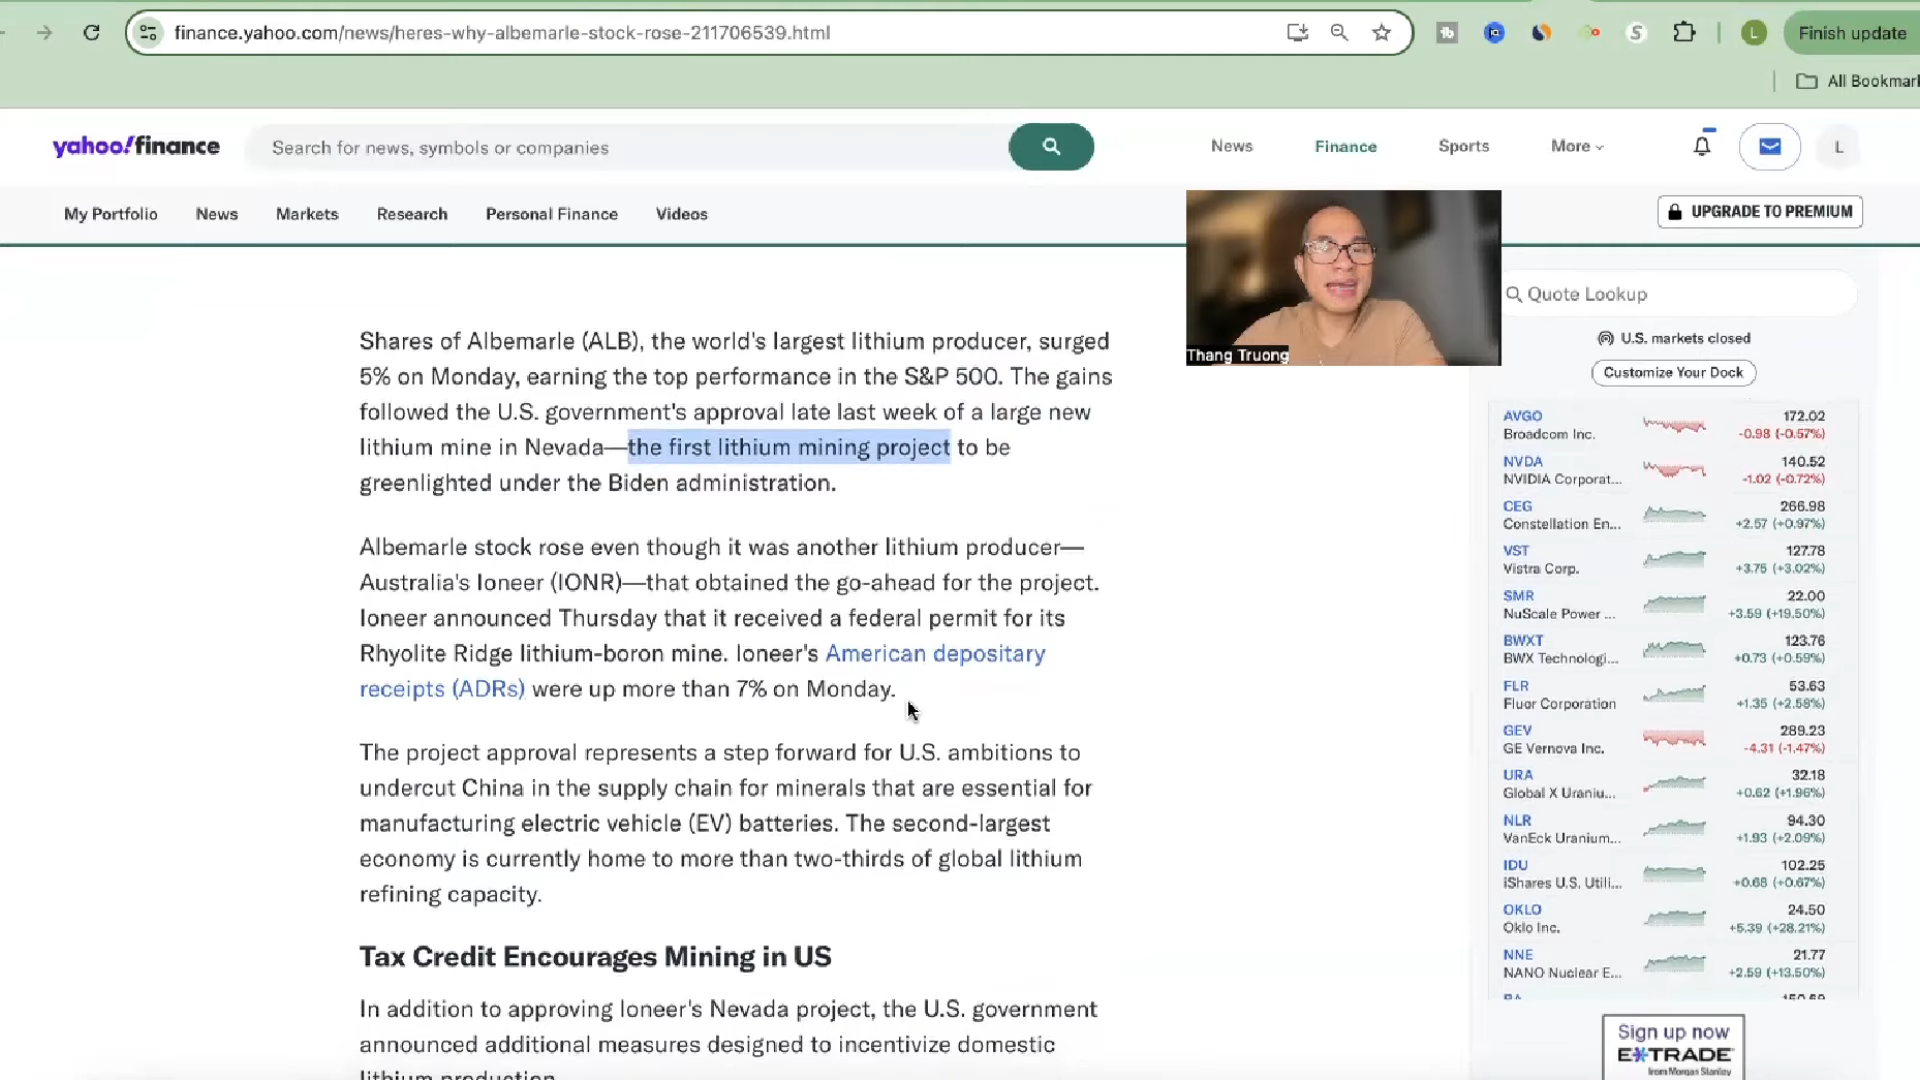 finance.yahoo.com/news/heres-why-albemarle-stock-rose-211706539.html
L
Finish update
All Bookmar
yahoo!finance
Search for news, symbols or companies
News
Finance
Sports
More
L
My Portfolio
News
Markets
Research
Personal Finance
Videos
UPGRADE TO PREMIUM
Thang Truong
Shares of Albemarle (ALB), the world's largest lithium producer, surged
5% on Monday, earning the top performance in the S&P 500. The gains
followed the U.S. government's approval late last week of a large new
lithium mine in Nevada—the first lithium mining project to be
greenlighted under the Biden administration.
Albemarle stock rose even though it was another lithium producer—
Australia's Ioneer (IONR)—that obtained the go-ahead for the project.
Ioneer announced Thursday that it received a federal permit for its
Rhyolite Ridge lithium-boron mine. Ioneer's American depositary
receipts (ADRs) were up more than 7% on Monday.
The project approval represents a step forward for U.S. ambitions to
undercut China in the supply chain for minerals that are essential for
manufacturing electric vehicle (EV) batteries. The second-largest
economy is currently home to more than two-thirds of global lithium
refining capacity.
Tax Credit Encourages Mining in US
In addition to approving Ioneer's Nevada project, the U.S. government
announced additional measures designed to incentivize domestic
lithium production.
Quote Lookup
U.S. markets closed
Customize Your Dock
AVGO 172.02
Broadcom Inc. -0.98 (-0.57%)
NVDA 140.52
NVIDIA Corporat... -1.02 (-0.72%)
CEG 266.98
Constellation En... +2.57 (+0.97%)
VST 127.78
Vistra Corp. +3.75 (+3.02%)
SMR 22.00
NuScale Power ... +3.59 (+19.50%)
BWXT 123.76
BWX Technologi... +0.73 (+0.59%)
FLR 53.63
Fluor Corporation +1.35 (+2.58%)
GEV 289.23
GE Vernova Inc. -4.31 (-1.47%)
URA 32.18
Global X Uraniu... +0.62 (+1.96%)
NLR 94.30
VanEck Uranium... +1.93 (+2.09%)
IDU 102.25
iShares U.S. Utili... +0.68 (+0.67%)
OKLO 24.50
Oklo Inc. +5.39 (+28.21%)
NNE 21.77
NANO Nuclear E... +2.59 (+13.50%)
Sign up now
E*TRADE
from Morgan Stanley